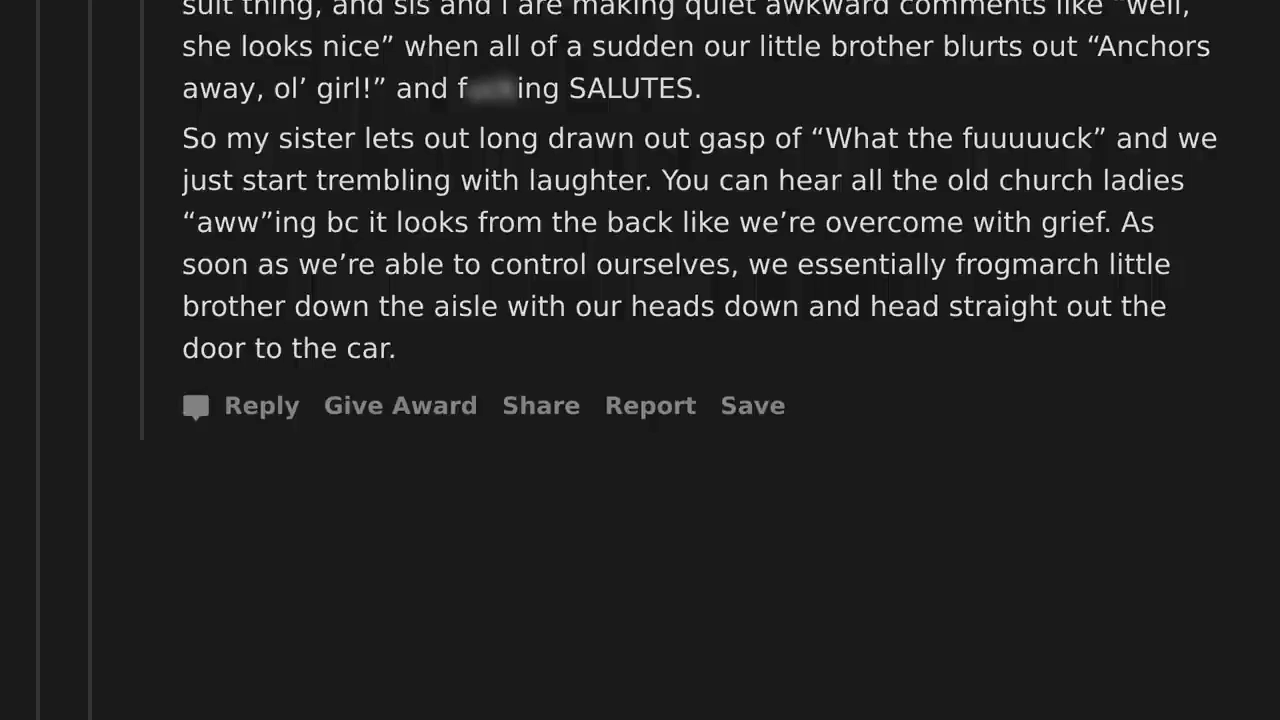 suit thing, and sis and I are making quiet awkward comments like “well,
she looks nice” when all of a sudden our little brother blurts out “Anchors
away, ol’ girl!” and f ing SALUTES.
So my sister lets out long drawn out gasp of “What the fuuuuuck” and we
just start trembling with laughter. You can hear all the old church ladies
“aww”ing bc it looks from the back like we’re overcome with grief. As
soon as we’re able to control ourselves, we essentially frogmarch little
brother down the aisle with our heads down and head straight out the
door to the car.
Reply Give Award Share Report Save